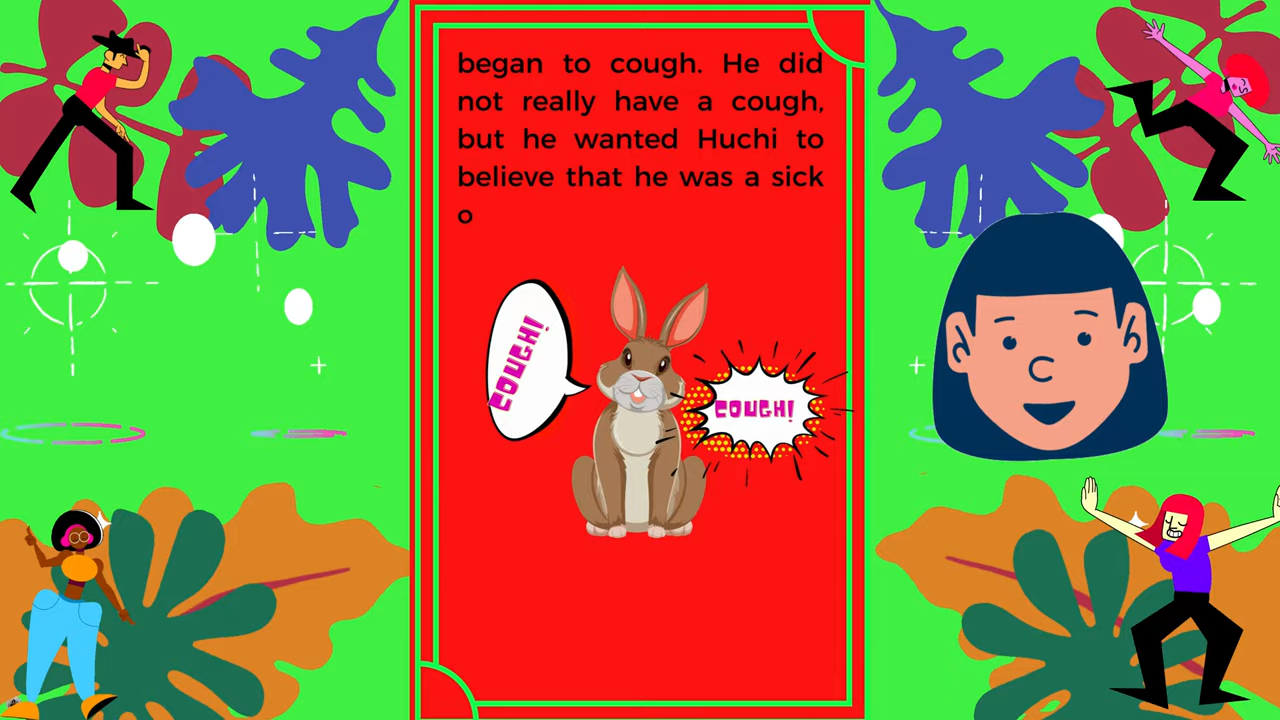 began to cough. He did
not really have a cough,
but he wanted Huchi to
believe that he was a sick
o
COUGH!
COUGH!